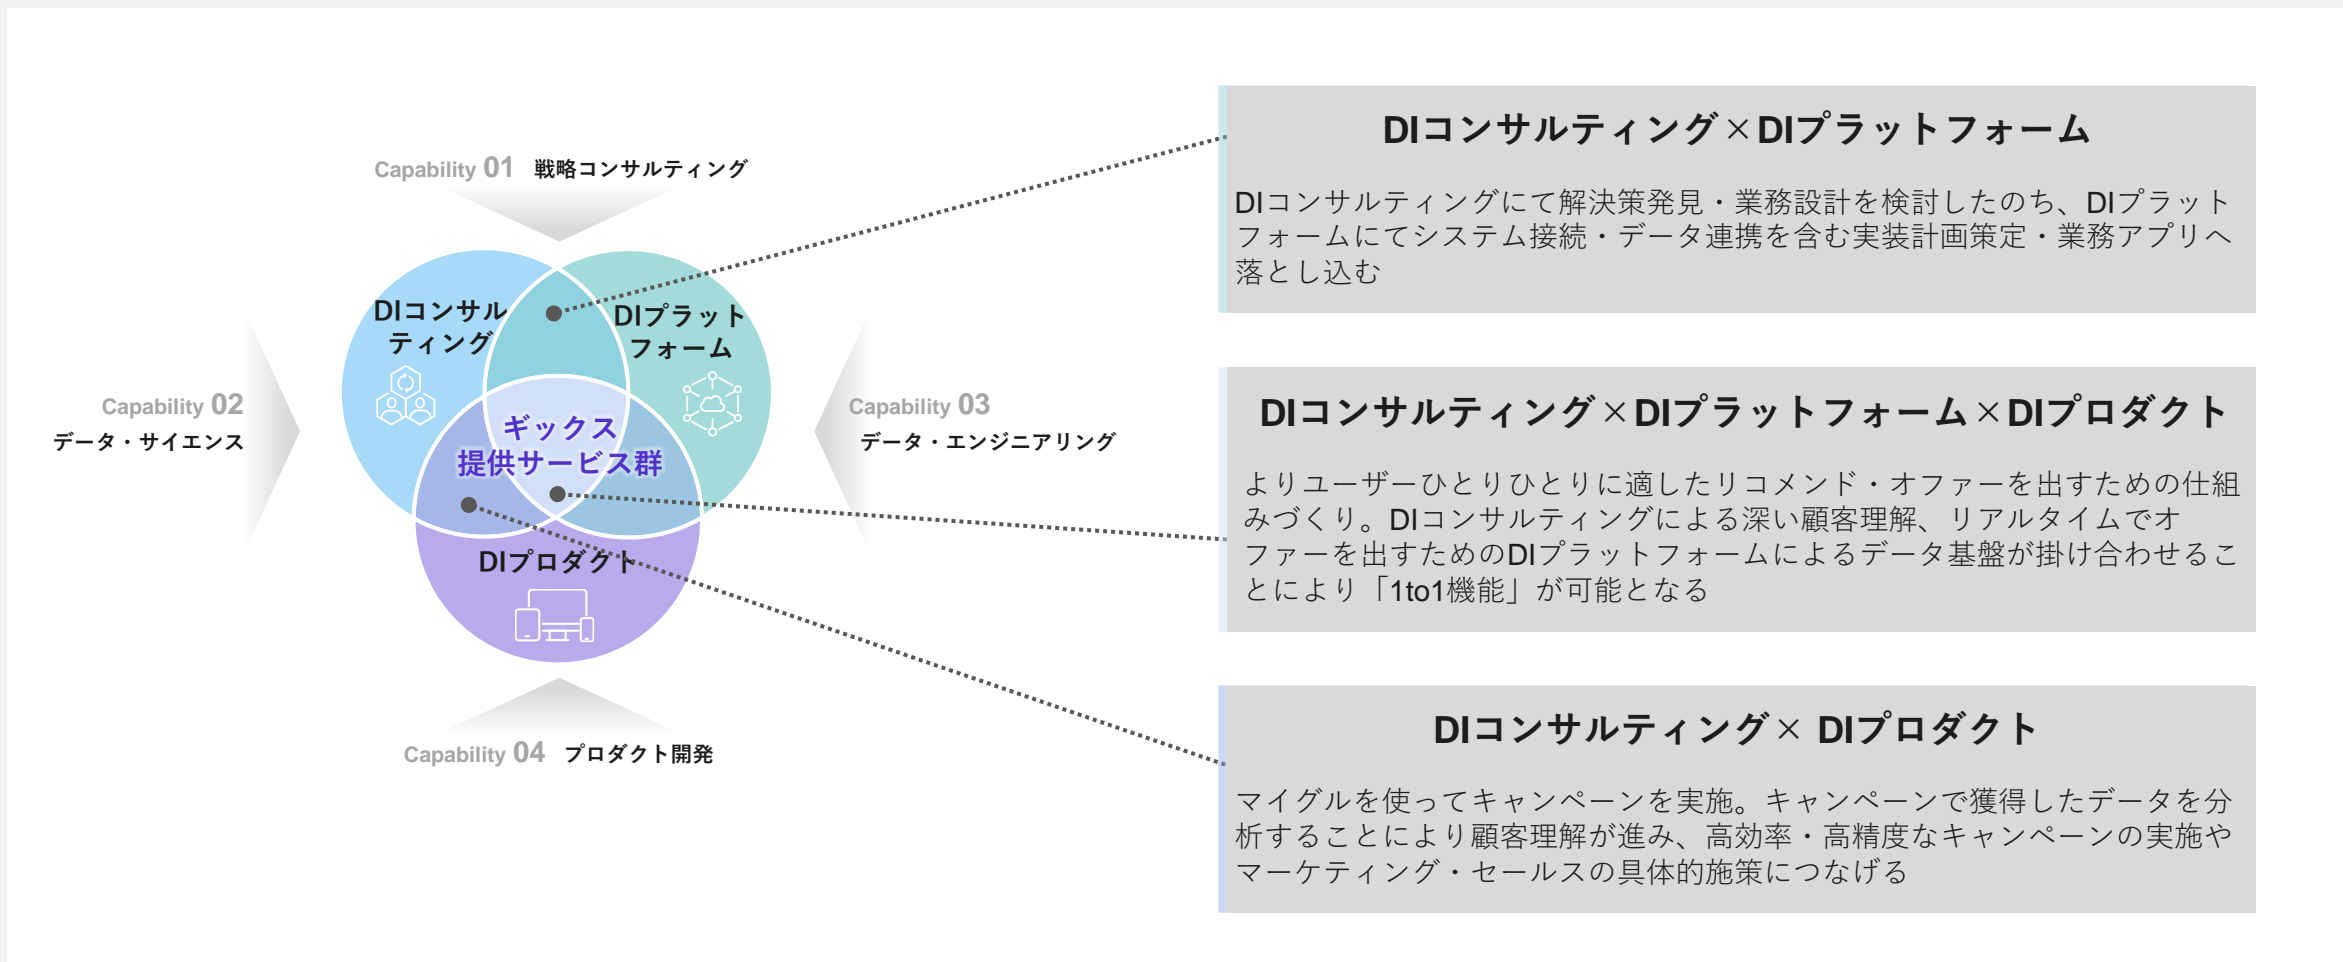 Capability 01 戦略コンサルティング
DIコンサル
ティング
DIプラット
フォーム
Capability 02
データ・サイエンス
Capability 03
データ・エンジニアリング
ギックス
提供サービス群
DIプロダクト
Capability 04 プロダクト開発
DIコンサルティング×DIプラットフォーム
DIコンサルティングにて解決策発見・業務設計を検討したのち、DIプラット
フォームにてシステム接続・データ連携を含む実装計画策定・業務アプリへ
落とし込む
DIコンサルティング×DIプラットフォーム×DIプロダクト
よりユーザーひとりひとりに適したリコメンド・オファーを出すための仕組
みづくり。DIコンサルティングによる深い顧客理解、リアルタイムでオ
ファーを出すためのDIプラットフォームによるデータ基盤が掛け合わせるこ
とにより「1to1機能」が可能となる
DIコンサルティング× DIプロダクト
マイグルを使ってキャンペーンを実施。キャンペーンで獲得したデータを分
析することにより顧客理解が進み、高効率・高精度なキャンペーンの実施や
マーケティング・セールスの具体的施策につなげる